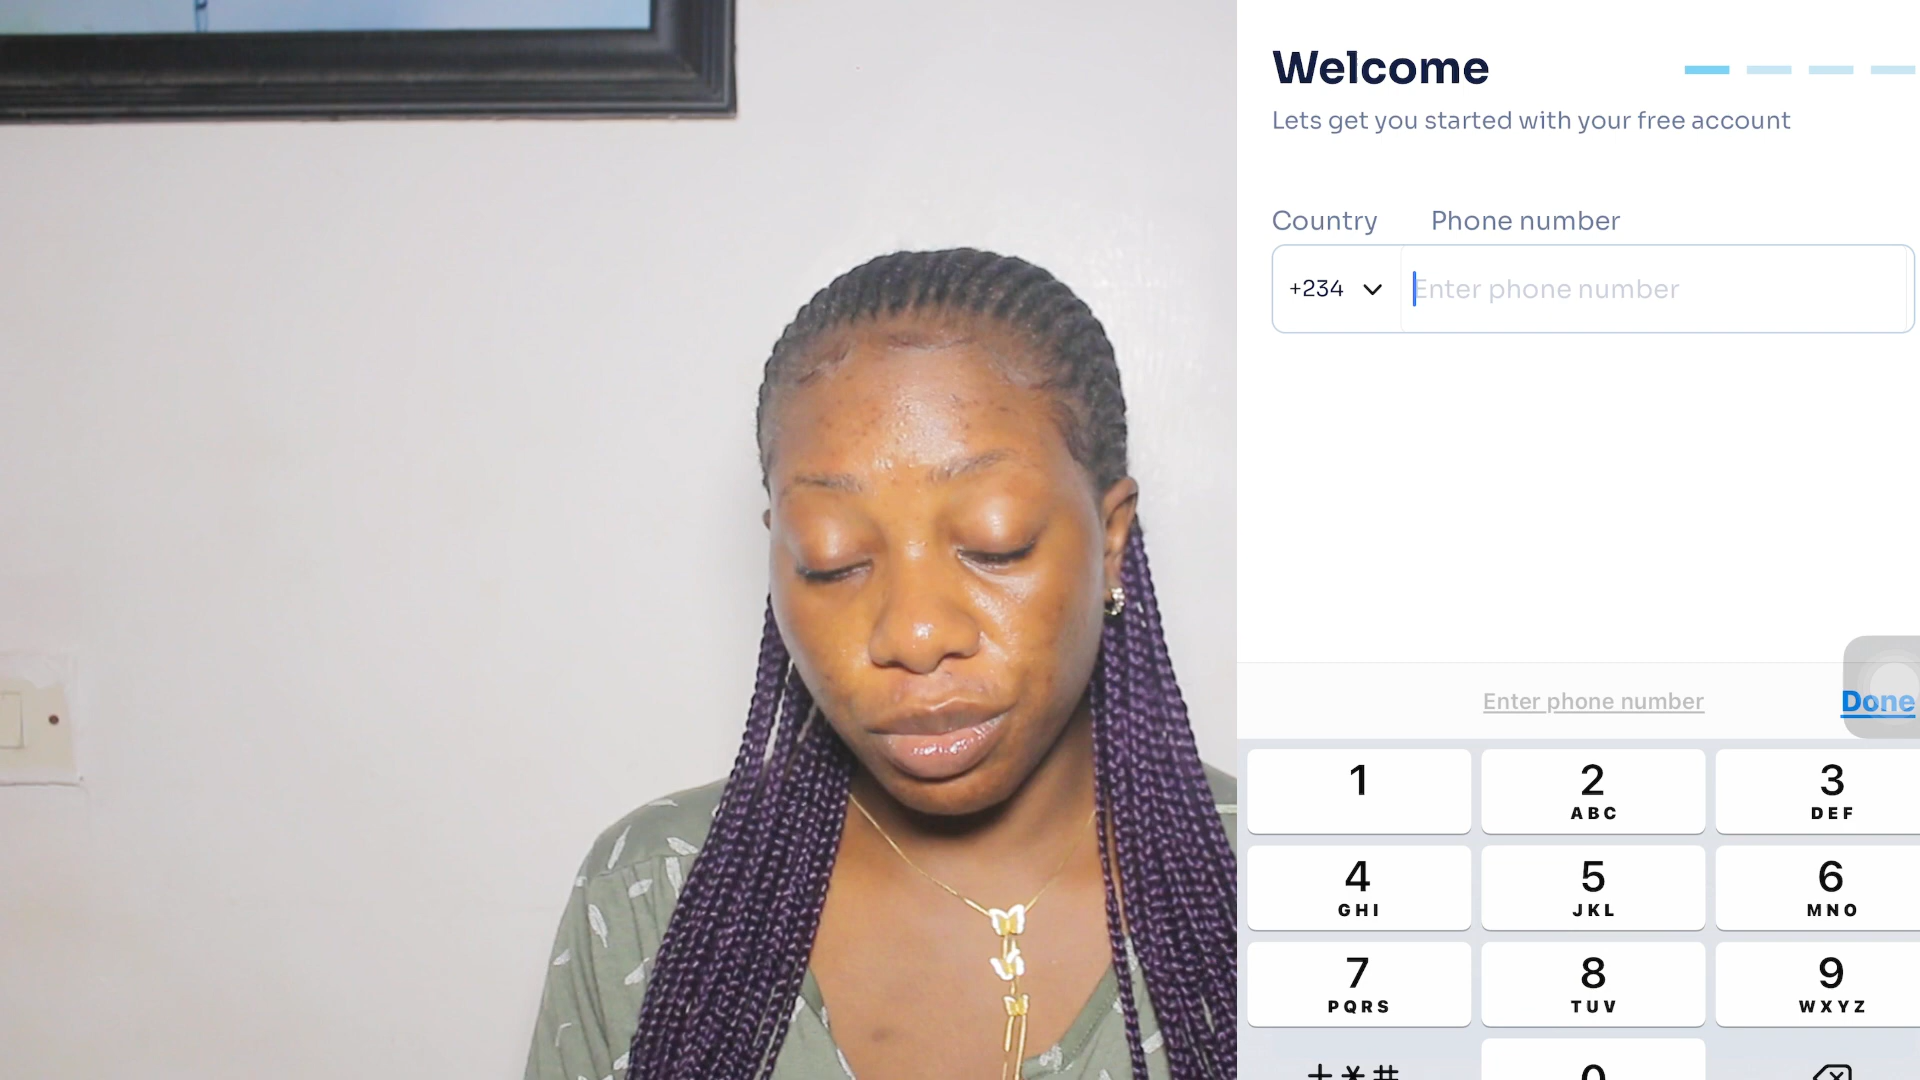 Welcome
Lets get you started with your free account
Country Phone number
+234 Enter phone number
Enter phone number Done
1 2 3
ABC DEF
4 5 6
GHI JKL MNO
7 8 9
PQRS TUV WXYZ
+*# 0